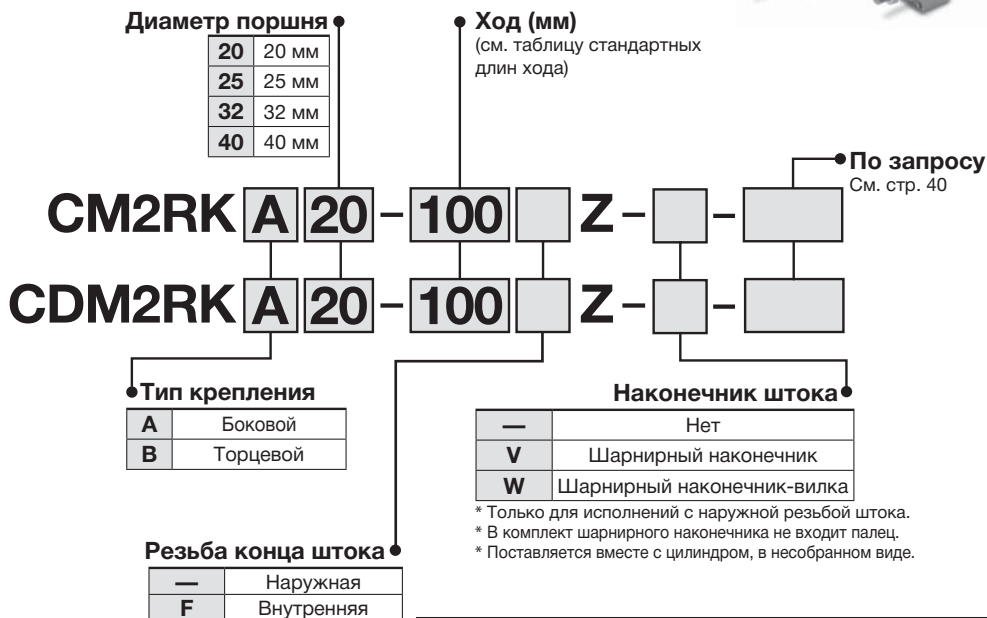 Диаметр поршня
20 20 мм
25 25 мм
32 32 мм
40 40 мм
Ход (мм)
(см. таблицу стандартных
длин хода)
По запросу
См. стр. 40
CM2RK A 20 – 100 Z – –
CDM2RK A 20 – 100 Z – –
Тип крепления
A Боковой
B Торцевой
Наконечник штока
— Нет
V Шарнирный наконечник
W Шарнирный наконечник-вилка
* Только для исполнений с наружной резьбой штока.
* В комплект шарнирного наконечника не входит палец.
* Поставляется вместе с цилиндром, в несобранном виде.
Резьба конца штока
— Наружная
F Внутренняя